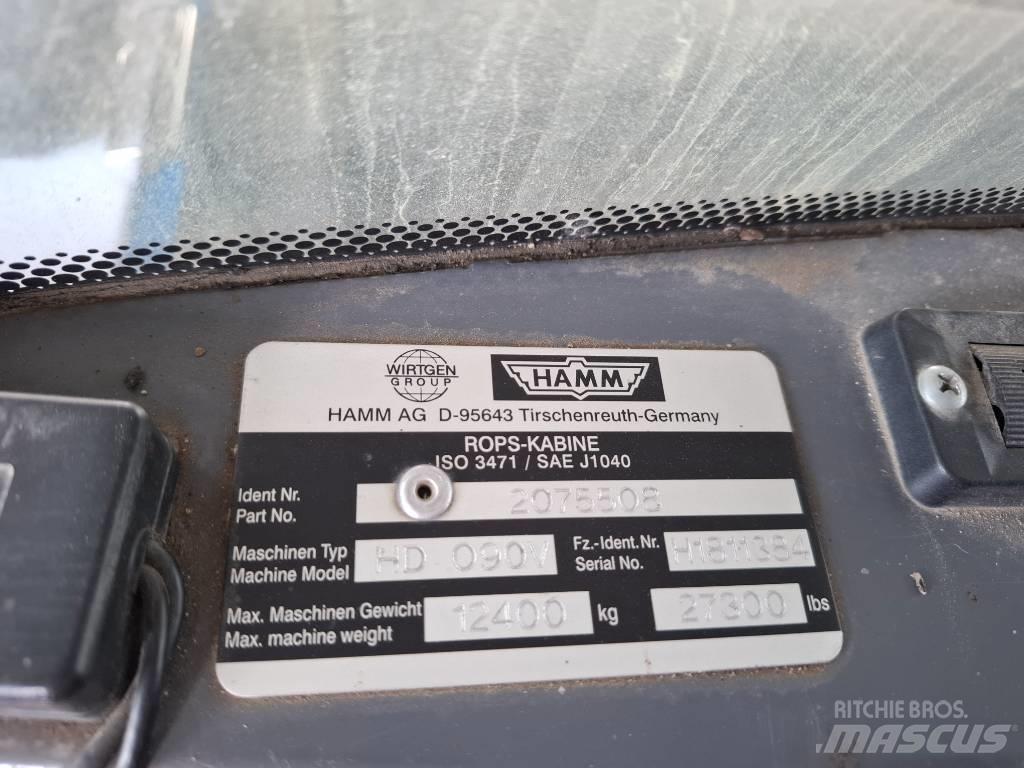 WIRTGEN
GROUP
HAMM
HAMM AG D-95643 Tirschenreuth-Germany
ROPS-KABINE
ISO 3471 / SAE J1040
Ident Nr.
Part No.
2075508
Maschinen Typ
Machine Model
HD 090V
Fz.-Ident. Nr.
Serial No.
H1811384
Max. Maschinen Gewicht
Max. machine weight
12400 kg
27300 lbs
RITCHIE BROS.
MASCUS